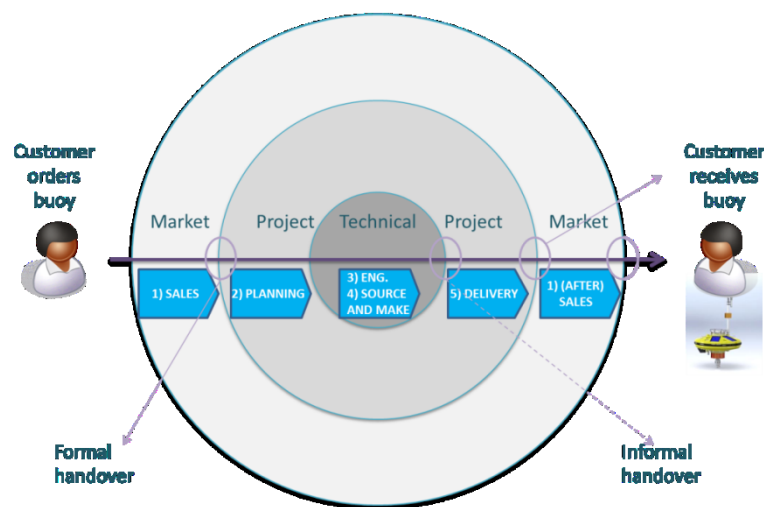 Customer
orders
buoy
Customer
receives
buoy
Market
Project
Technical
Project
Market
1) SALES
2) PLANNING
3) ENG.
4) SOURCE
AND MAKE
5) DELIVERY
1) (AFTER)
SALES
Formal
handover
Informal
handover